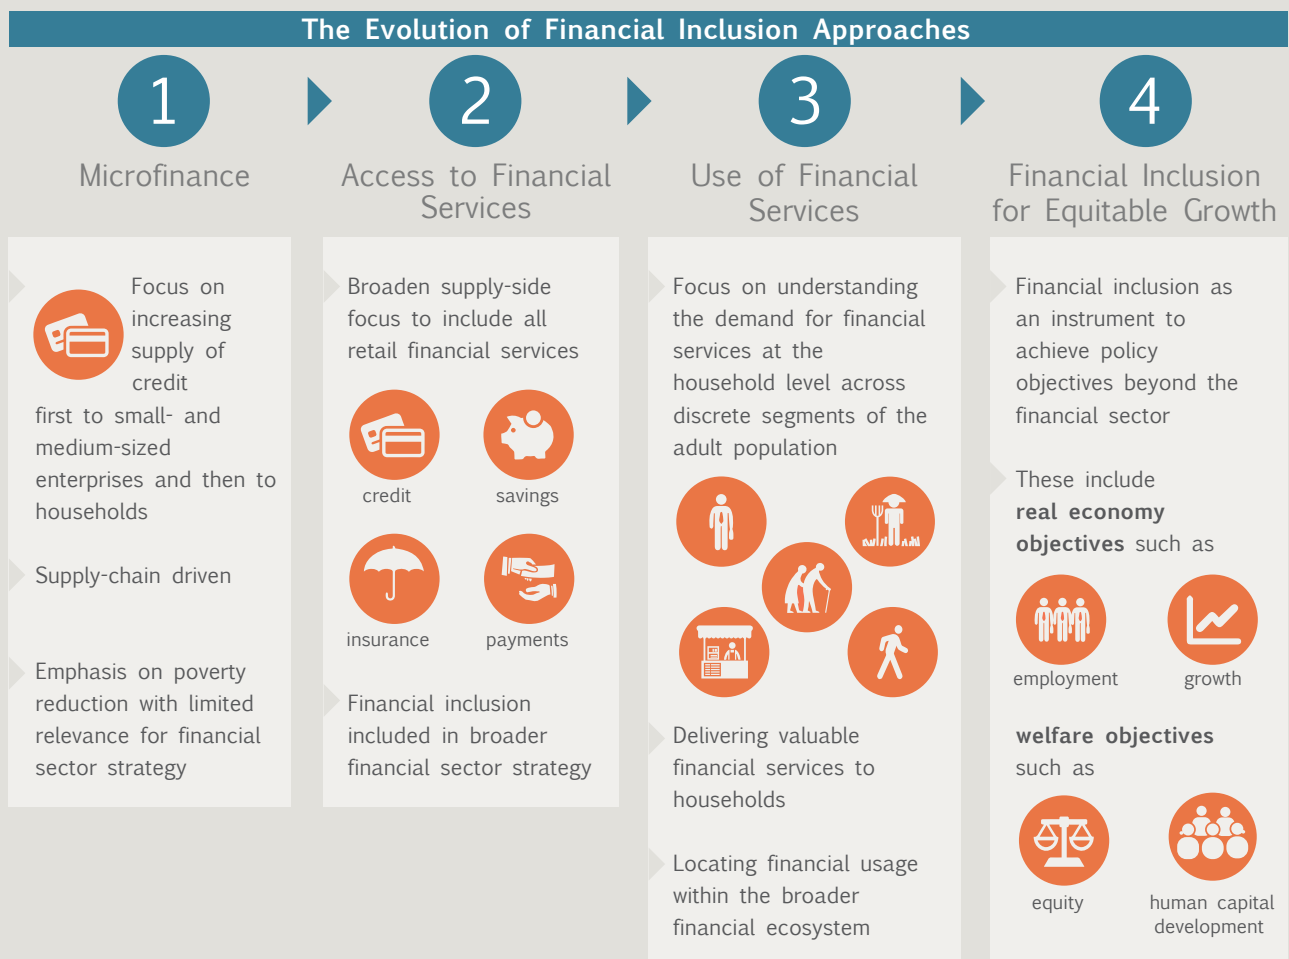 The Evolution of Financial Inclusion Approaches
1
Microfinance
Focus on
increasing
supply of
credit
first to small- and
medium-sized
enterprises and then to
households
Supply-chain driven
Emphasis on poverty
reduction with limited
relevance for financial
sector strategy
2
Access to Financial
Services
Broaden supply-side
focus to include all
retail financial services
credit
savings
insurance
payments
Financial inclusion
included in broader
financial sector strategy
3
Use of Financial
Services
Focus on understanding
the demand for financial
services at the
household level across
discrete segments of the
adult population
Delivering valuable
financial services to
households
Locating financial usage
within the broader
financial ecosystem
4
Financial Inclusion
for Equitable Growth
Financial inclusion as
an instrument to
achieve policy
objectives beyond the
financial sector
These include
real economy
objectives such as
employment
growth
welfare objectives
such as
equity
human capital
development